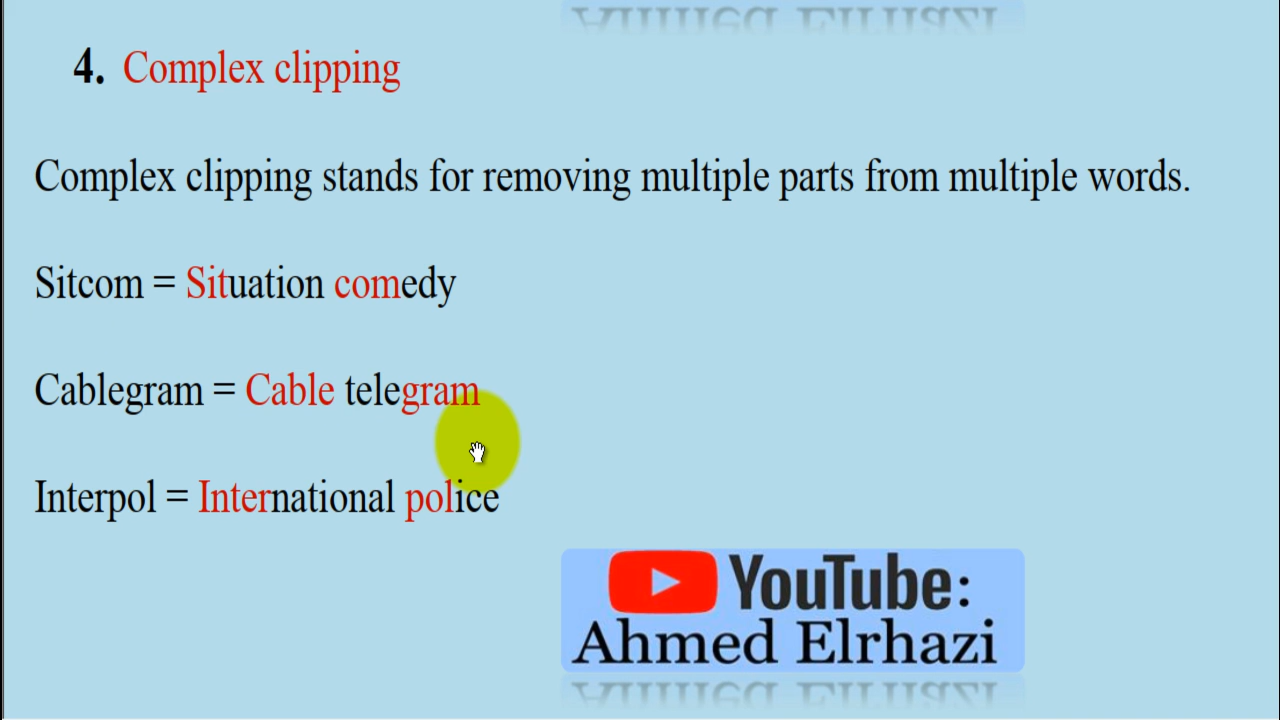 4. Complex clipping
Complex clipping stands for removing multiple parts from multiple words.
Sitcom = Situation comedy
Cablegram = Cable telegram
Interpol = International police
YouTube:
Ahmed Elrhazi